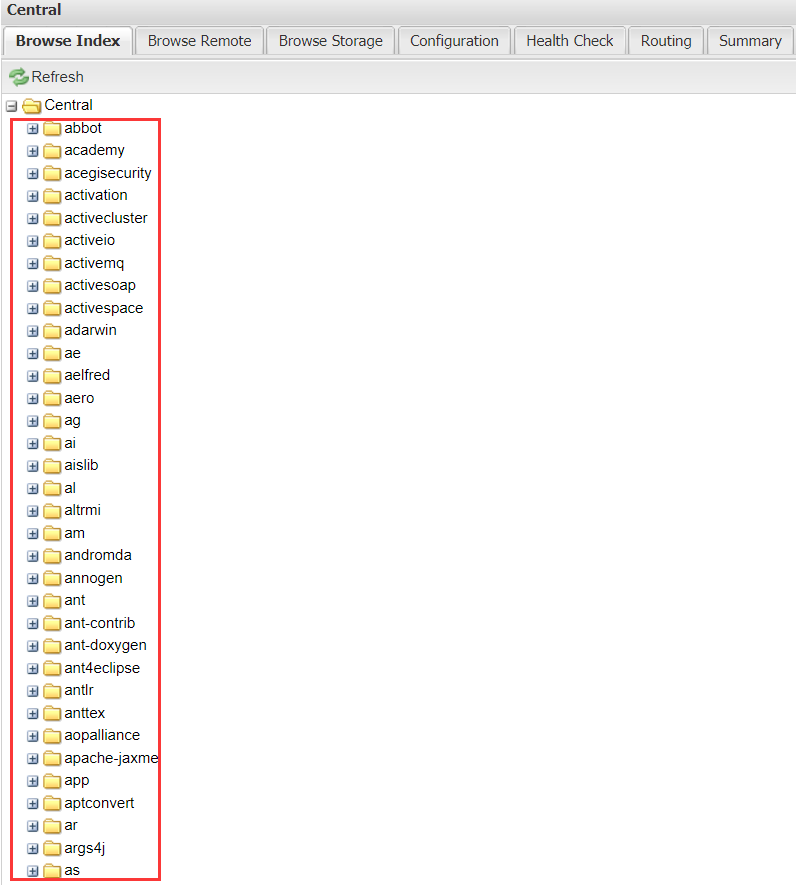 Central
Browse Index Browse Remote Browse Storage Configuration Health Check Routing Summary
Refresh
Central
abbot
academy
acegisecurity
activation
activecluster
activeio
activemq
activesoap
activespace
adarwin
ae
aelfred
aero
ag
ai
aislib
al
altrmi
am
andromda
annogen
ant
ant-contrib
ant-doxygen
ant4eclipse
antlr
anttex
aopalliance
apache-jaxme
app
aptconvert
ar
args4j
as